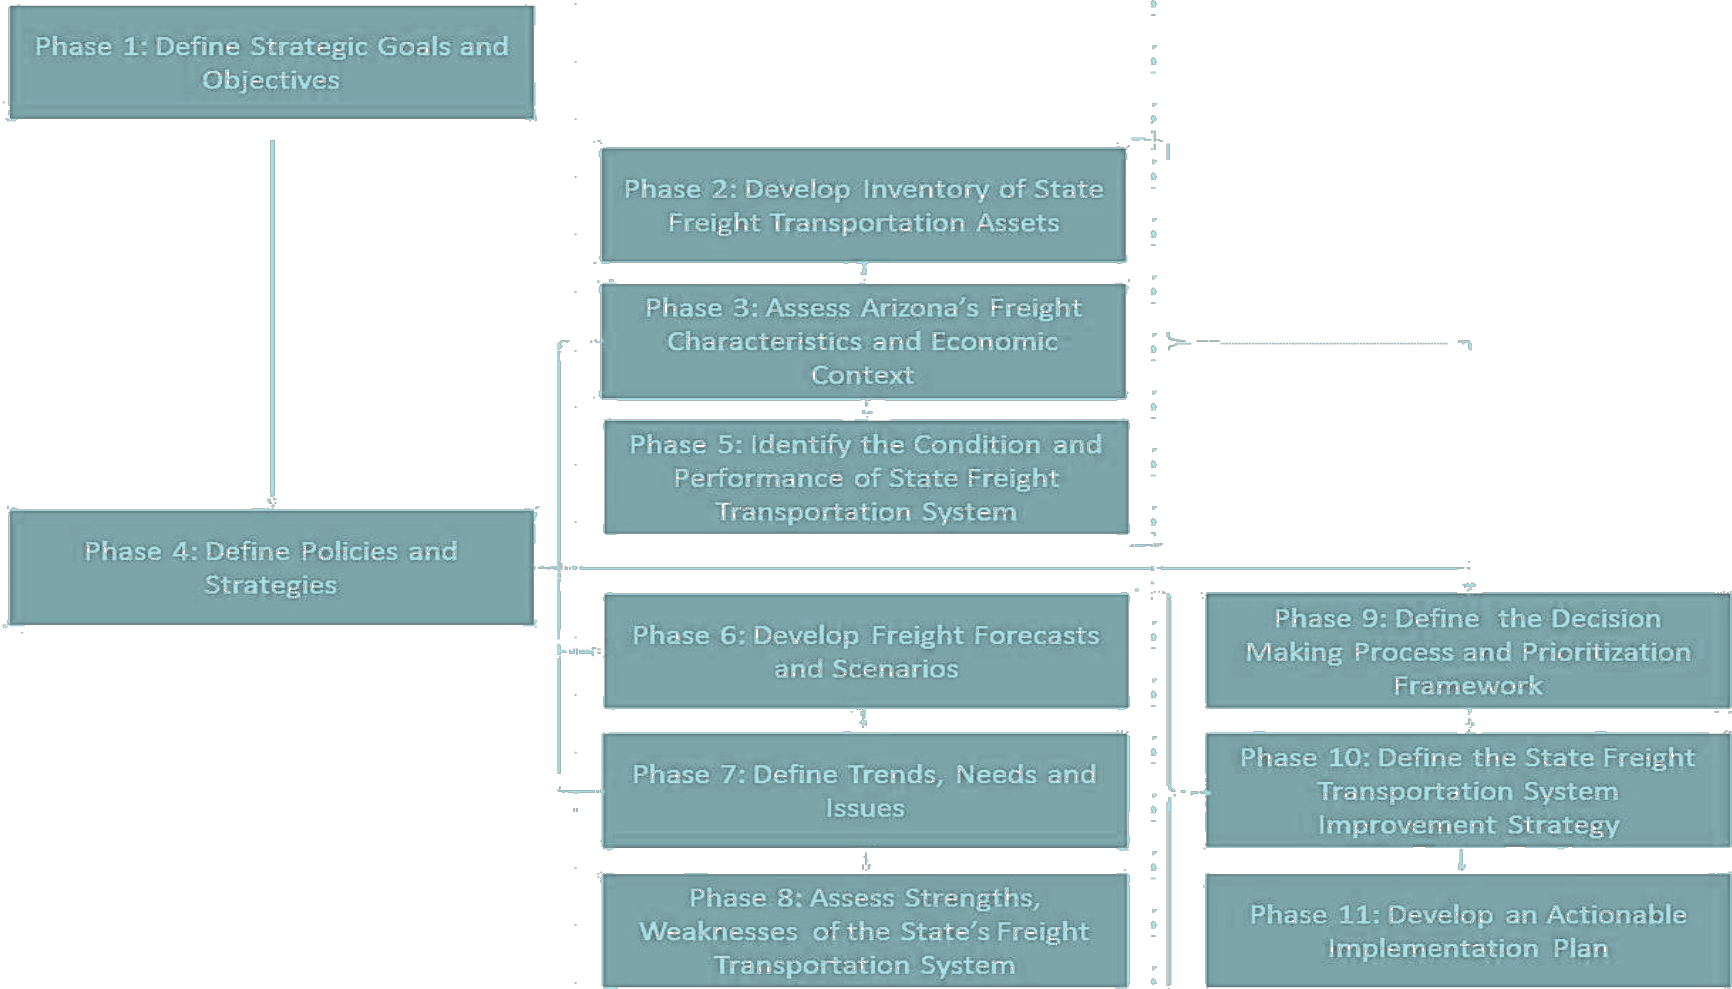 Phase 1: Define Strategic Goals and
Objectives
Phase 2: Develop Inventory of State
Freight Transportation Assets
Phase 3: Assess Arizona's Freight
Characteristics and Economic
Context
Phase 5: Identify the Condition and
Performance of State Freight
Transportation System
Phase 4: Define Policies and
Strategies
Phase 6: Develop Freight Forecasts
and Scenarios
Phase 7: Define Trends, Needs and
Issues
Phase 8: Assess Strengths,
Weaknesses of the State's Freight
Transportation System
Phase 9: Define the Decision
Making Process and Prioritization
Framework
Phase 10: Define the State Freight
Transportation System
Improvement Strategy
Phase 11: Develop an Actionable
Implementation Plan